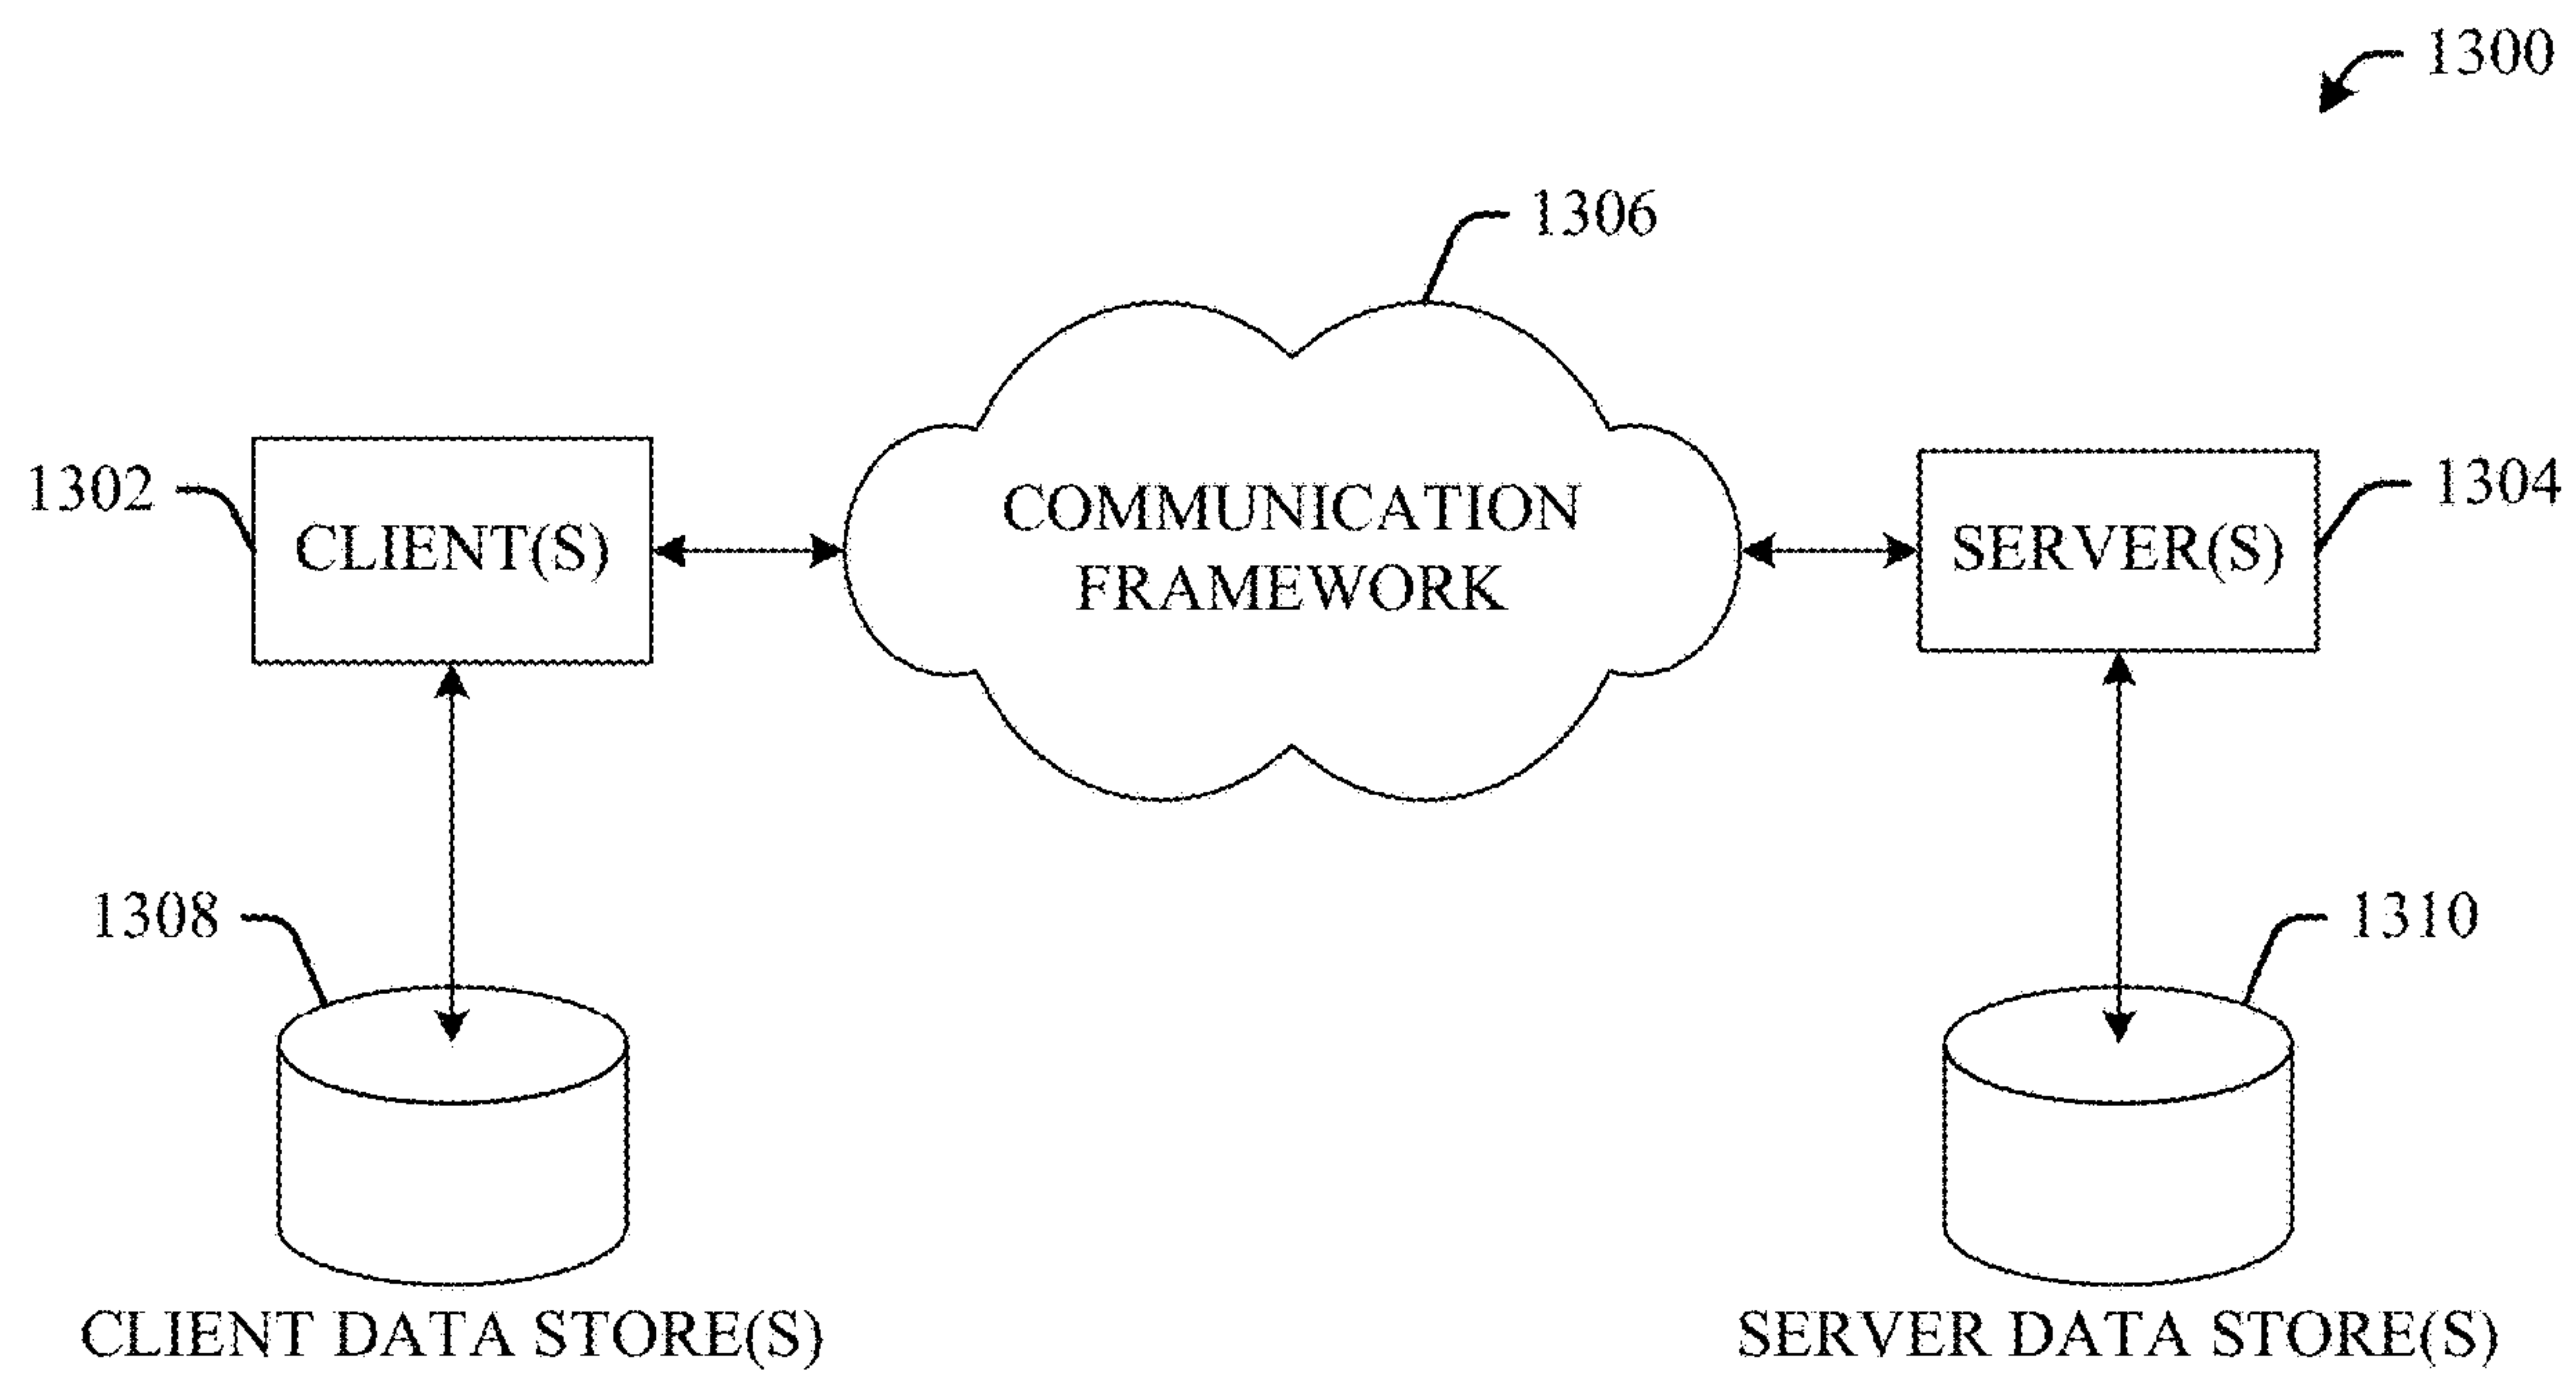 1300
1306
1302
CLIENT(S)
COMMUNICATION
FRAMEWORK
SERVER(S)
1304
1308
1310
CLIENT DATA STORE(S)
SERVER DATA STORE(S)